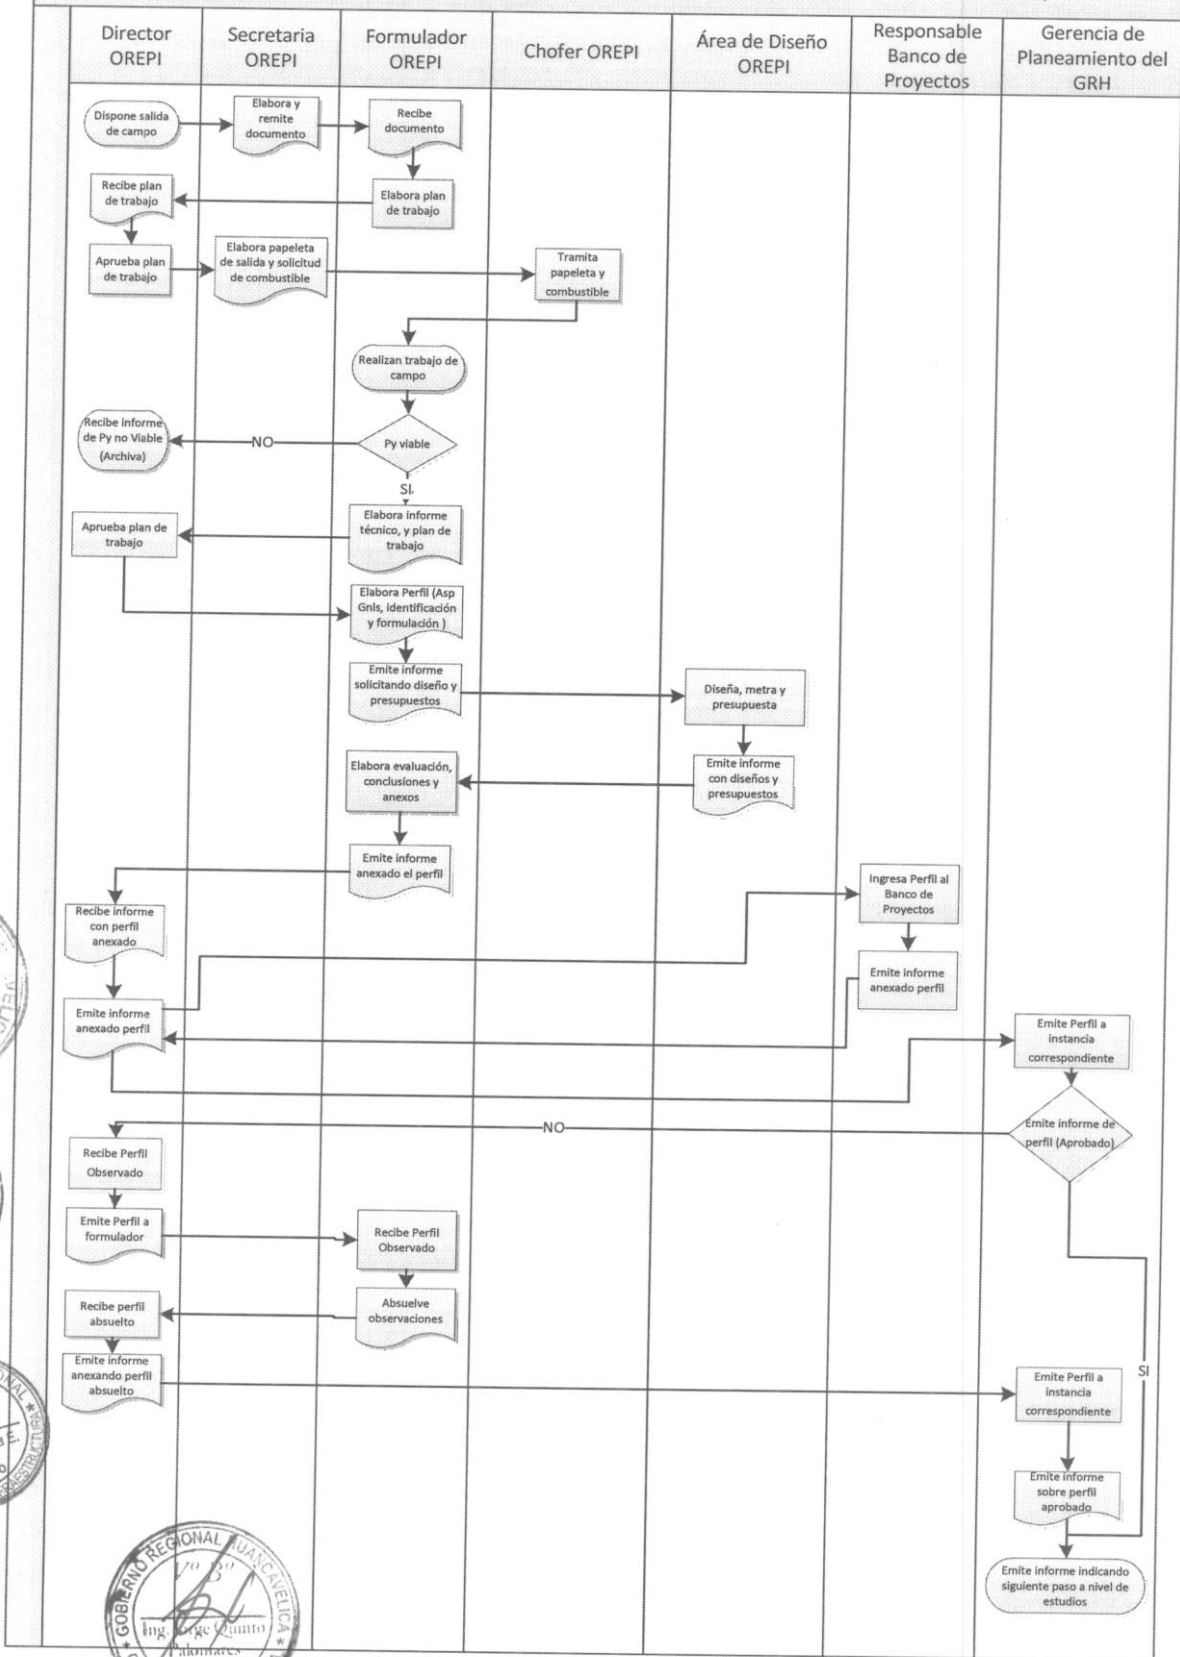 Director
OREPI
Secretaria
OREPI
Formulador
OREPI
Chofer OREPI
Área de Diseño
OREPI
Responsable
Banco de
Proyectos
Gerencia de
Planeamiento del
GRH
Dispone salida
de campo
Elabora y
remite
documento
Recibe
documento
Recibe plan
de trabajo
Elabora plan
de trabajo
Aprueba plan
de trabajo
Elabora papeleta
de salida y solicitud
de combustible
Tramita
papeleta y
combustible
Realizan trabajo de
campo
Recibe informe
de Py no Viable
(Archiva)
NO
Py viable
SI
Aprueba plan de
trabajo
Elabora informe
técnico, y plan de
trabajo
Elabora Perfil (Asp
Gnls, identificación
y formulación )
Emite informe
solicitando diseño y
presupuestos
Diseña, metra y
presupuesta
Elabora evaluación,
conclusiones y
anexos
Emite informe
con diseños y
presupuestos
Emite informe
anexado el perfil
Ingresa Perfil al
Banco de
Proyectos
Recibe informe
con perfil
anexado
Emite informe
anexado perfil
Emite informe
anexado perfil
Emite Perfil a
instancia
correspondiente
NO
Emite informe de
perfil (Aprobado)
Recibe Perfil
Observado
Emite Perfil a
formulador
Recibe Perfil
Observado
Recibe perfil
absuelto
Absuelve
observaciones
Emite informe
anexando perfil
absuelto
Emite Perfil a
instancia
correspondiente
SI
Emite informe
sobre perfil
aprobado
Emite informe indicando
siguiente paso a nivel de
estudios
GOBIERNO REGIONAL HUANCAVELICA
Vº Bº
Ing. Jorge Quinto
Palomares